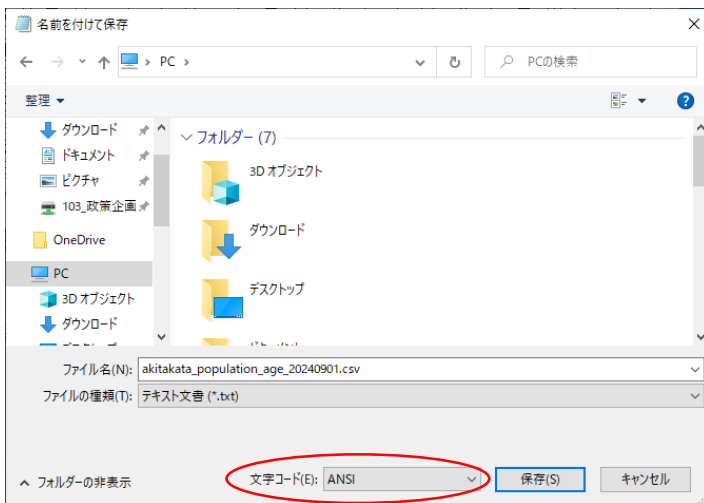 名前を付けて保存
PC
PCの検索
整理
ダウンロード
ドキュメント
ピクチャ
103_政策企画
OneDrive
PC
3D オブジェクト
ダウンロード
フォルダー (7)
3D オブジェクト
ダウンロード
デスクトップ
ファイル名(N): akitakata_population_age_20240901.csv
ファイルの種類(T): テキスト文書 (*.txt)
フォルダーの非表示
文字コード(E): ANSI
保存(S)
キャンセル